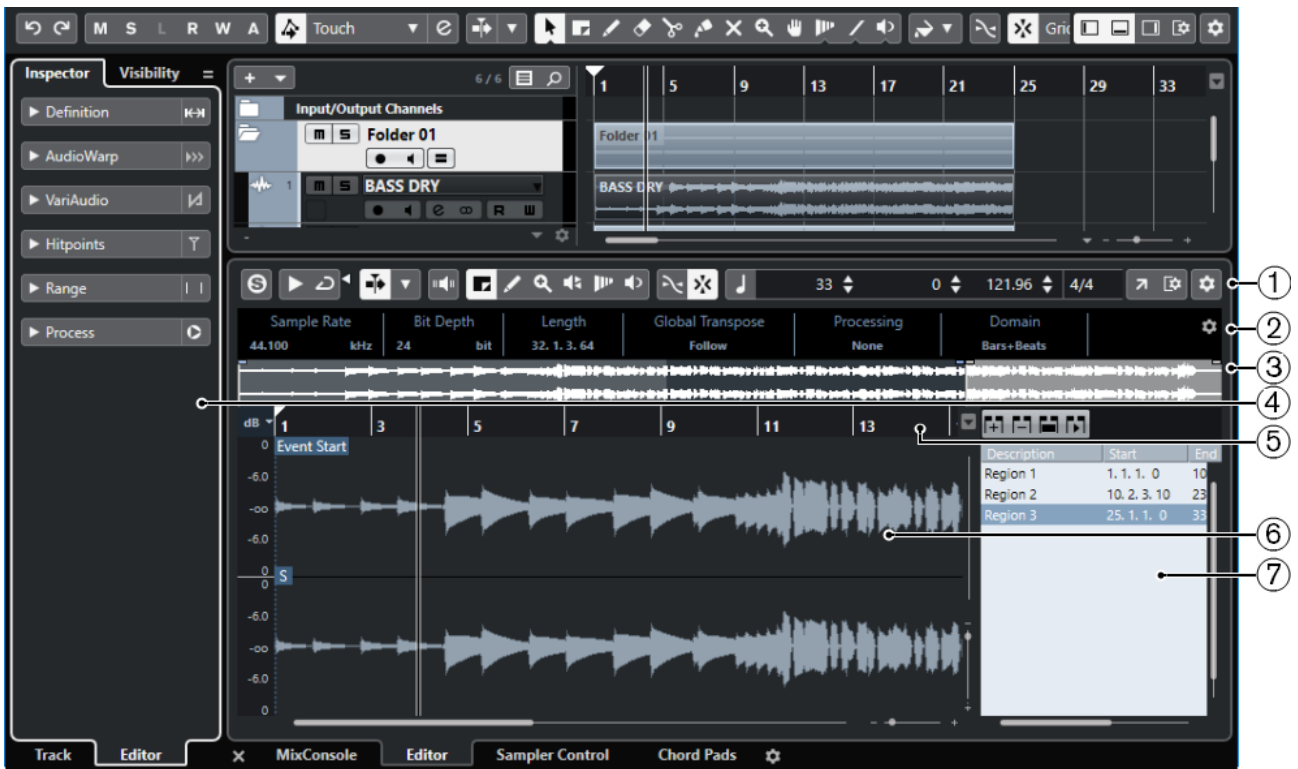 M S L R W A Touch Grid
Inspector Visibility
Definition
AudioWarp
VariAudio
Hitpoints
Range
Process
6 / 6
1 5 9 13 17 21 25 29 33
Input/Output Channels
m S Folder 01
Folder 01
1 m S BASS DRY
R
BASS DRY
33 0 121.96 4/4
1
Sample Rate Bit Depth Length Global Transpose Processing Domain
44.100 kHz 24 bit 32. 1. 3. 64 Follow None Bars+Beats
2
3
4
dB 1 3 5 7 9 11 13
5
0 Event Start
-6.0
-oo
-6.0
0
0 S
-6.0
-oo
-6.0
0
Description Start End
Region 1 1. 1. 1. 0 10
Region 2 10. 2. 3. 10 23
Region 3 25. 1. 1. 0 33
6
7
Track Editor
MixConsole Editor Sampler Control Chord Pads